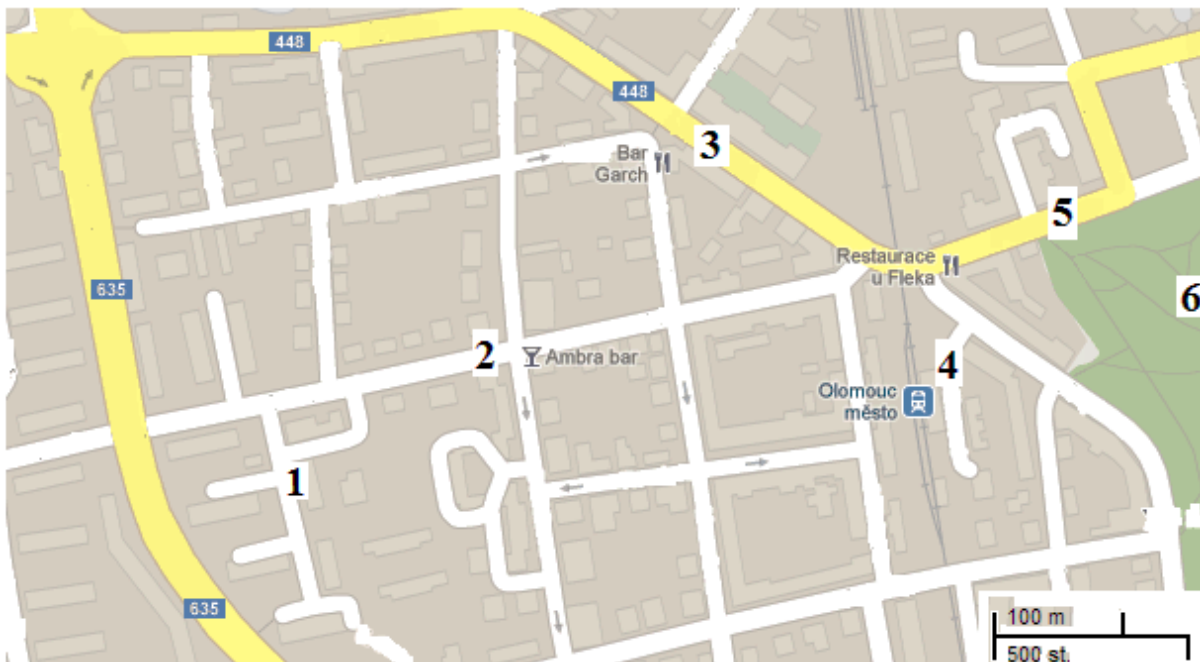 448
448
3
Bar
Garch
5
Restaurace
u Fleka
635
6
2
Ambra bar
4
Olomouc
město
1
635
100 m
500 st.